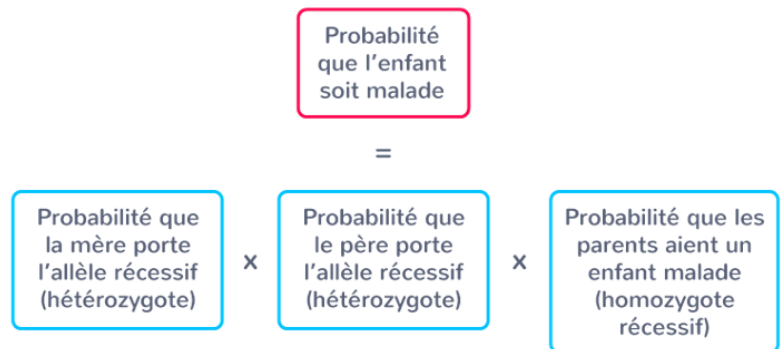 Probabilité
que l'enfant
soit malade
=
Probabilité que
la mère porte
l'allèle récessif
(hétérozygote)
x
Probabilité que
le père porte
l'allèle récessif
(hétérozygote)
x
Probabilité que les
parents aient un
enfant malade
(homozygote
récessif)